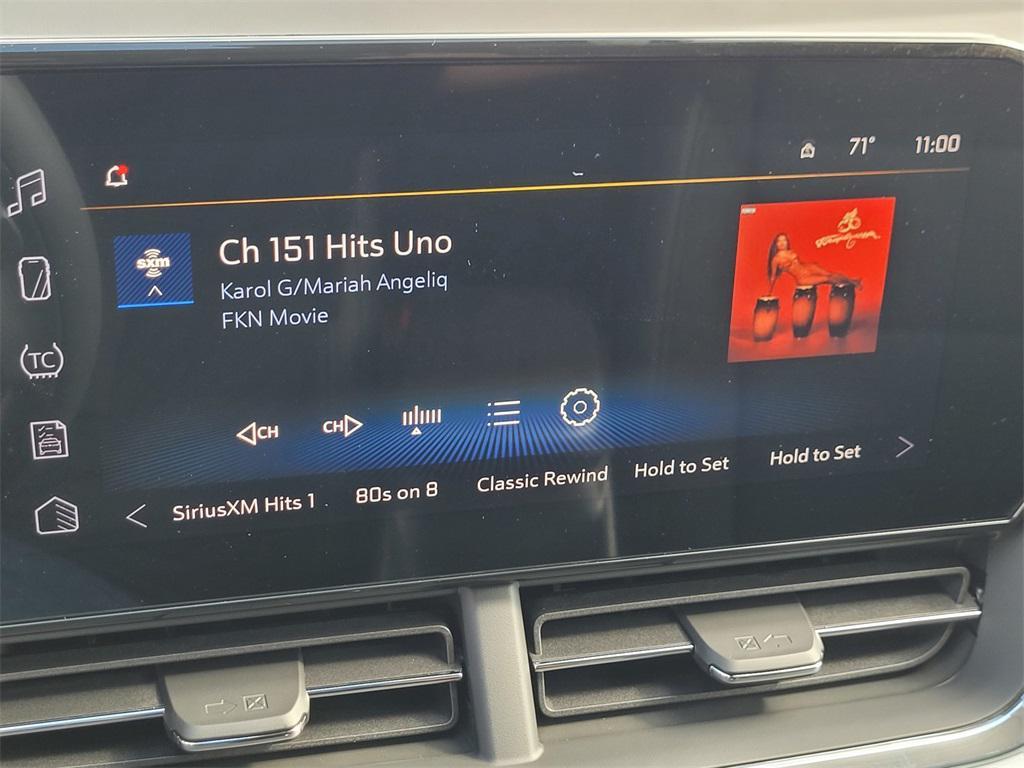 71° 11:00
sxm
Ch 151 Hits Uno
Karol G/Mariah Angeliq
FKN Movie
TC
CH CH
SiriusXM Hits 1 80s on 8 Classic Rewind Hold to Set Hold to Set